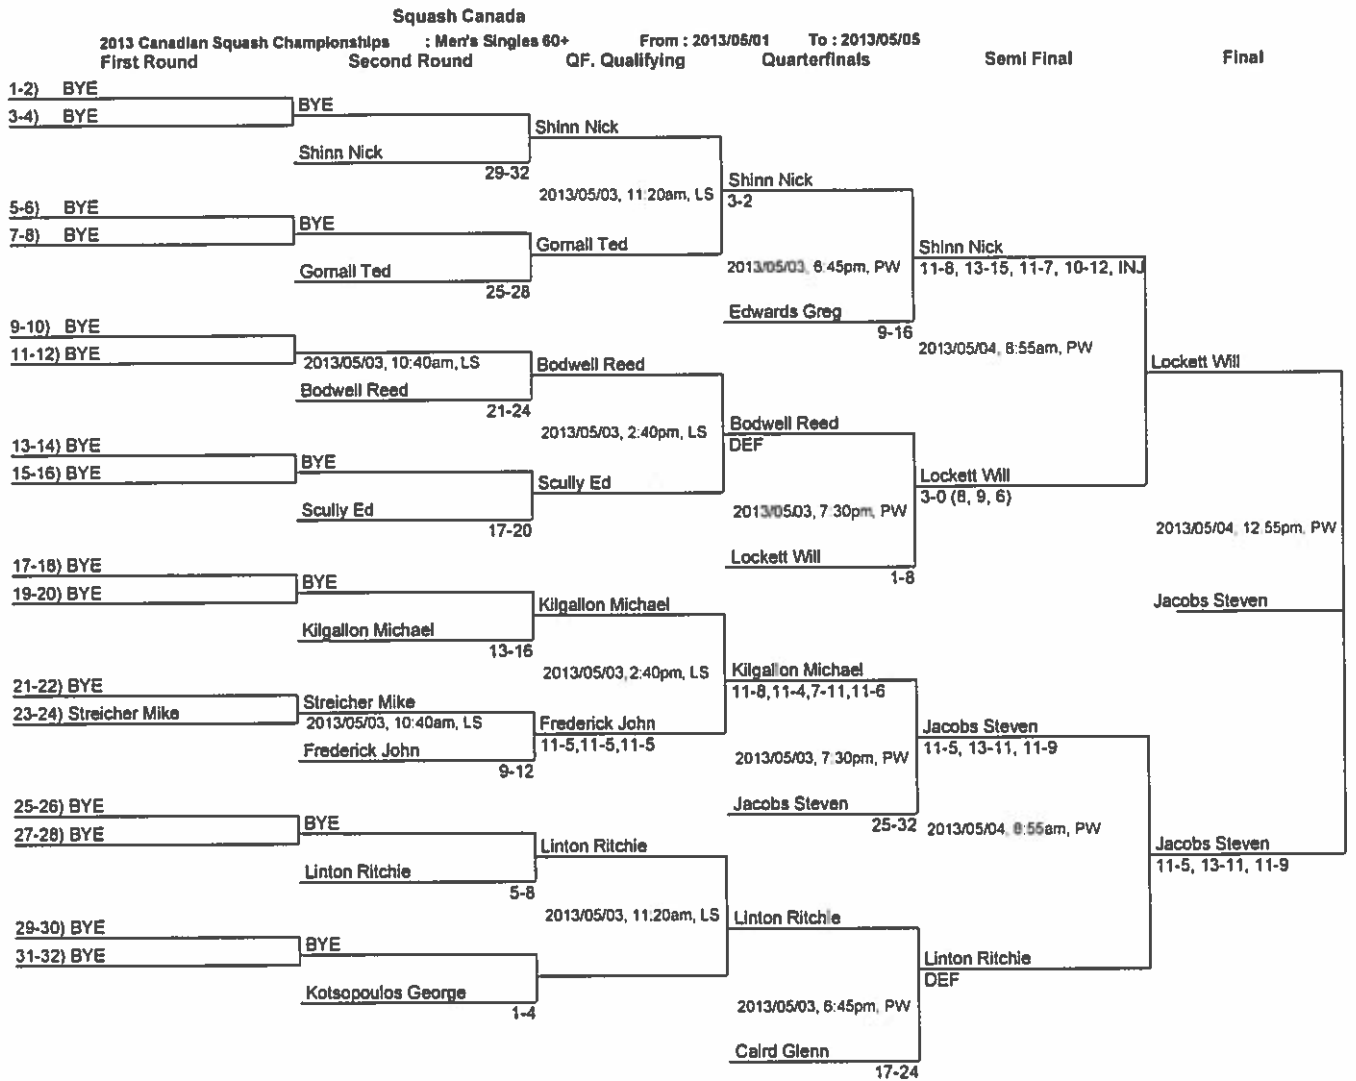 Squash Canada
2013 Canadian Squash Championships : Men's Singles 60+ From : 2013/05/01 To : 2013/05/05
First Round Second Round QF. Qualifying Quarterfinals Semi Final Final
1-2) BYE
3-4) BYE
BYE
Shinn Nick
29-32
Shinn Nick
2013/05/03, 11:20am, LS
5-6) BYE
7-8) BYE
BYE
Gornall Ted
25-28
Gornall Ted
Shinn Nick
3-2
2013/05/03, 6:45pm, PW
Edwards Greg
9-16
Shinn Nick
11-8, 13-15, 11-7, 10-12, INJ
2013/05/04, 8:55am, PW
9-10) BYE
11-12) BYE
2013/05/03, 10:40am, LS
Bodwell Reed
21-24
Bodwell Reed
2013/05/03, 2:40pm, LS
13-14) BYE
15-16) BYE
BYE
Scully Ed
17-20
Scully Ed
Bodwell Reed
DEF
2013/05/03, 7:30pm, PW
Lockett Will
1-8
Lockett Will
3-0 (8, 9, 6)
Lockett Will
2013/05/04, 12:55pm, PW
Jacobs Steven
17-18) BYE
19-20) BYE
BYE
Kilgallon Michael
13-16
Kilgallon Michael
2013/05/03, 2:40pm, LS
21-22) BYE
23-24) Streicher Mike
Streicher Mike
2013/05/03, 10:40am, LS
Frederick John
9-12
Frederick John
11-5,11-5,11-5
Kilgallon Michael
11-8,11-4,7-11,11-6
2013/05/03, 7:30pm, PW
Jacobs Steven
25-32
Jacobs Steven
11-5, 13-11, 11-9
2013/05/04, 8:55am, PW
Jacobs Steven
11-5, 13-11, 11-9
25-26) BYE
27-28) BYE
BYE
Linton Ritchie
5-8
Linton Ritchie
2013/05/03, 11:20am, LS
29-30) BYE
31-32) BYE
BYE
Kotsopoulos George
1-4
Linton Ritchie
2013/05/03, 6:45pm, PW
Caird Glenn
17-24
Linton Ritchie
DEF